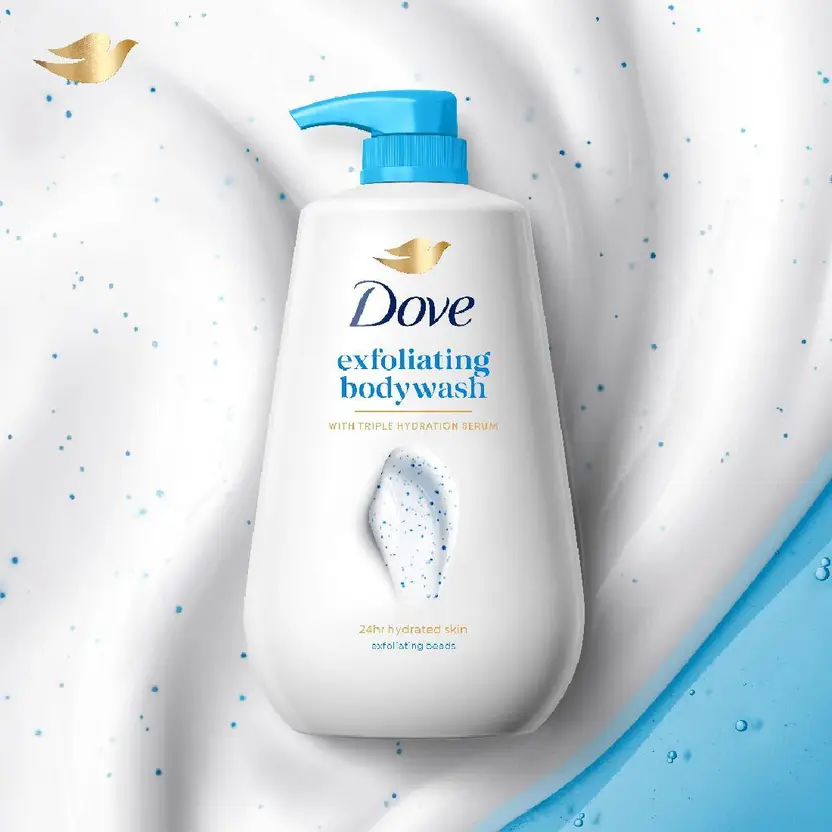 Dove
exfoliating
bodywash
WITH TRIPLE HYDRATION SERUM
24hr hydrated skin
exfoliating beads